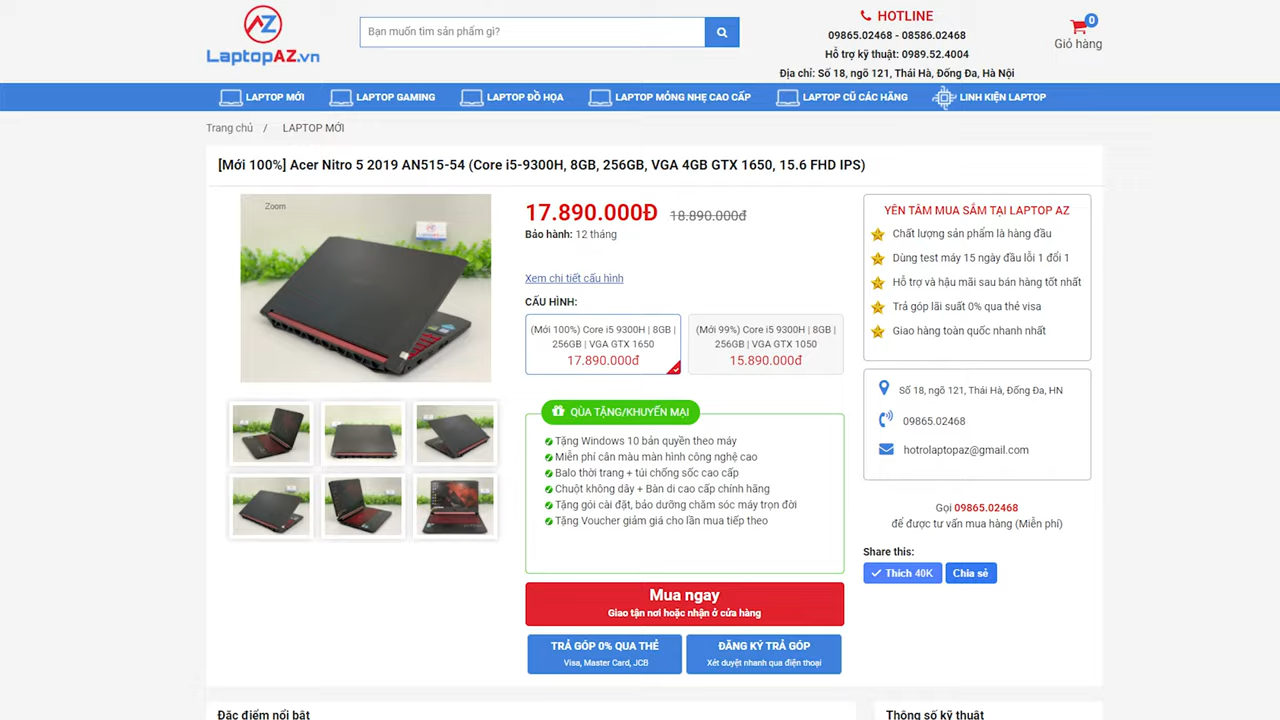 AZ
LaptopAZ.vn
Bạn muốn tìm sản phẩm gì?
HOTLINE
09865.02468 - 08586.02468
Hỗ trợ kỹ thuật: 0989.52.4004
Địa chỉ: Số 18, ngõ 121, Thái Hà, Đống Đa, Hà Nội
0
Giỏ hàng
LAPTOP MỚI
LAPTOP GAMING
LAPTOP ĐỒ HỌA
LAPTOP MỎNG NHẸ CAO CẤP
LAPTOP CŨ CÁC HÃNG
LINH KIỆN LAPTOP
Trang chủ / LAPTOP MỚI
[Mới 100%] Acer Nitro 5 2019 AN515-54 (Core i5-9300H, 8GB, 256GB, VGA 4GB GTX 1650, 15.6 FHD IPS)
Zoom
17.890.000Đ 18.890.000đ
Bảo hành: 12 tháng
Xem chi tiết cấu hình
CẤU HÌNH:
(Mới 100%) Core i5 9300H | 8GB |
256GB | VGA GTX 1650
17.890.000đ
(Mới 99%) Core i5 9300H | 8GB |
256GB | VGA GTX 1050
15.890.000đ
QÙA TẶNG/KHUYẾN MẠI
Tặng Windows 10 bản quyền theo máy
Miễn phí cân màu màn hình công nghệ cao
Balo thời trang + túi chống sốc cao cấp
Chuột không dây + Bàn di cao cấp chính hãng
Tặng gói cài đặt, bảo dưỡng chăm sóc máy trọn đời
Tặng Voucher giảm giá cho lần mua tiếp theo
Mua ngay
Giao tận nơi hoặc nhận ở cửa hàng
TRẢ GÓP 0% QUA THẺ
Visa, Master Card, JCB
ĐĂNG KÝ TRẢ GÓP
Xét duyệt nhanh qua điện thoại
YÊN TÂM MUA SẮM TẠI LAPTOP AZ
Chất lượng sản phẩm là hàng đầu
Dùng test máy 15 ngày đầu lỗi 1 đổi 1
Hỗ trợ và hậu mãi sau bán hàng tốt nhất
Trả góp lãi suất 0% qua thẻ visa
Giao hàng toàn quốc nhanh nhất
Số 18, ngõ 121, Thái Hà, Đống Đa, HN
09865.02468
hotrolaptopaz@gmail.com
Gọi 09865.02468
để được tư vấn mua hàng (Miễn phí)
Share this:
Thích 40K
Chia sẻ
Đặc điểm nổi bật
Thông số kỹ thuật